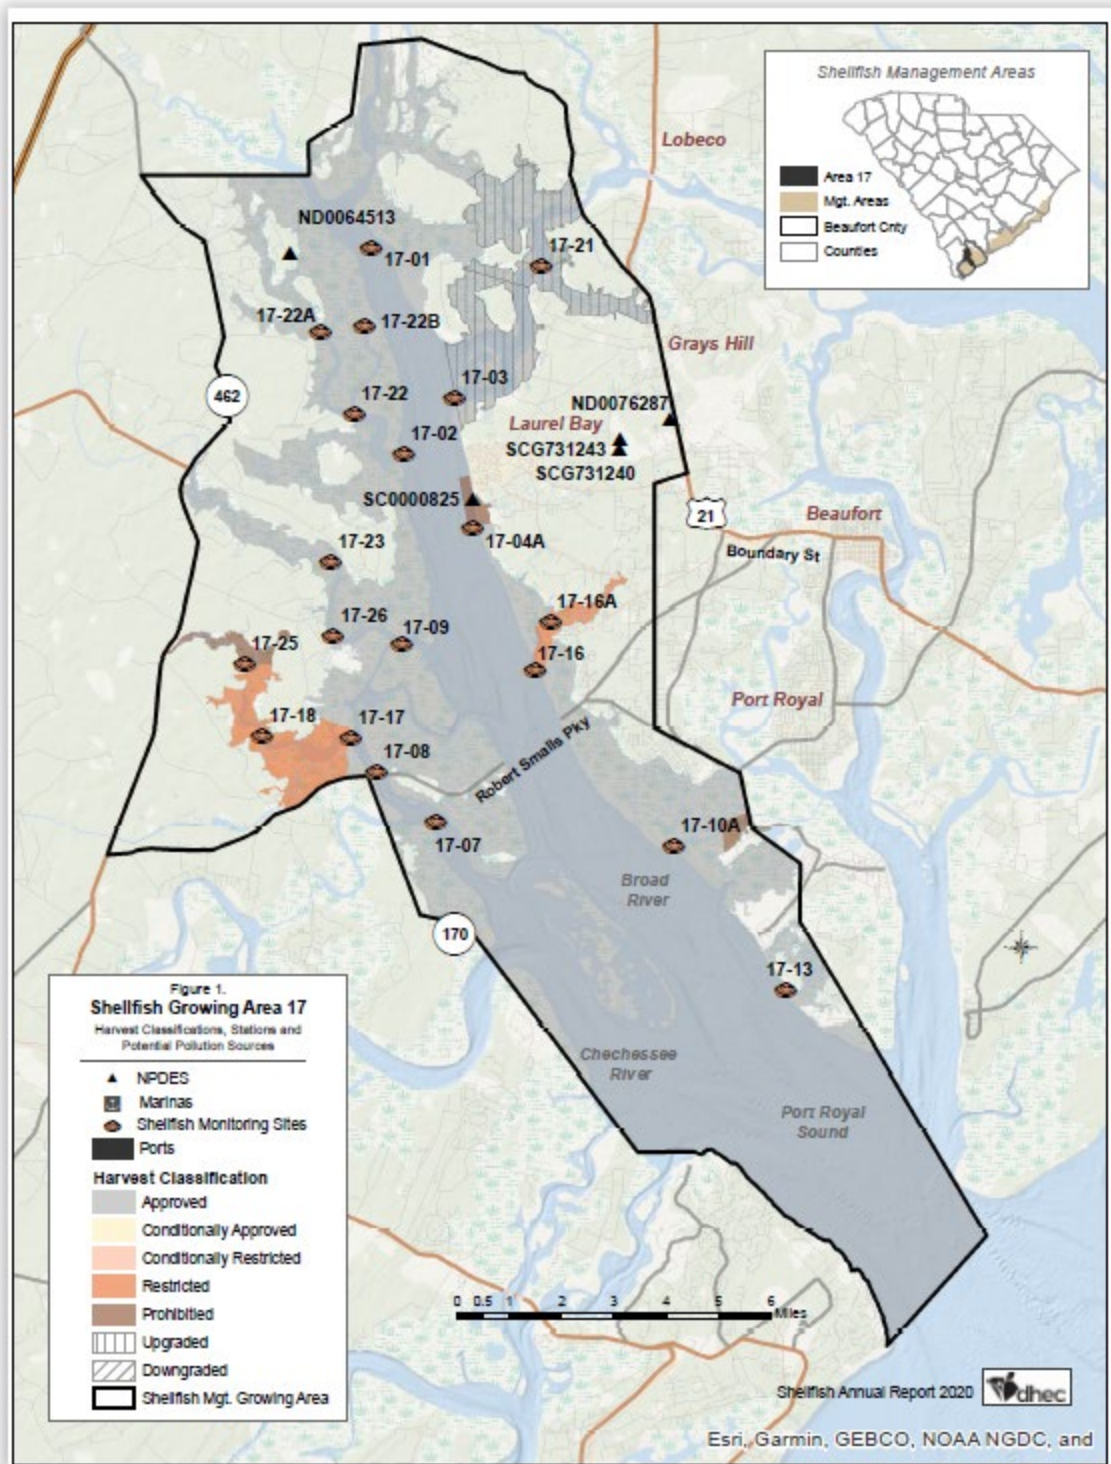 Shellfish Management Areas
Area 17
Mgt. Areas
Beaufort Cnty
Counties
Lobeco
ND0064513
17-01
17-21
17-22A
17-22B
Grays Hill
462
17-03
17-22
ND0076287
Laurel Bay
17-02
SCG731243
SCG731240
SC0000825
21
Beaufort
17-04A
Boundary St
17-23
17-16A
17-26
17-09
17-25
17-16
Port Royal
17-18
17-17
17-08
Robert Smalls Pky
17-07
17-10A
Broad
River
170
17-13
Chechessee
River
Port Royal
Sound
Figure 1.
Shellfish Growing Area 17
Harvest Classifications, Stations and
Potential Pollution Sources
NPDES
Marinas
Shellfish Monitoring Sites
Ports
Harvest Classification
Approved
Conditionally Approved
Conditionally Restricted
Restricted
Prohibitied
Upgraded
Downgraded
Shellfish Mgt. Growing Area
0 0.5 1 2 3 4 5 6
Miles
Shellfish Annual Report 2020
dhec
Esri, Garmin, GEBCO, NOAA NGDC, and